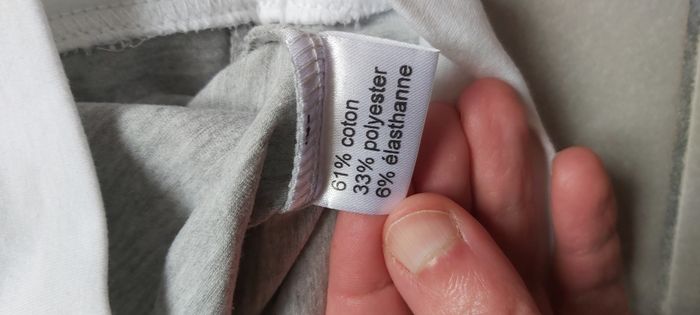 61% coton
33% polyester
6% élasthanne